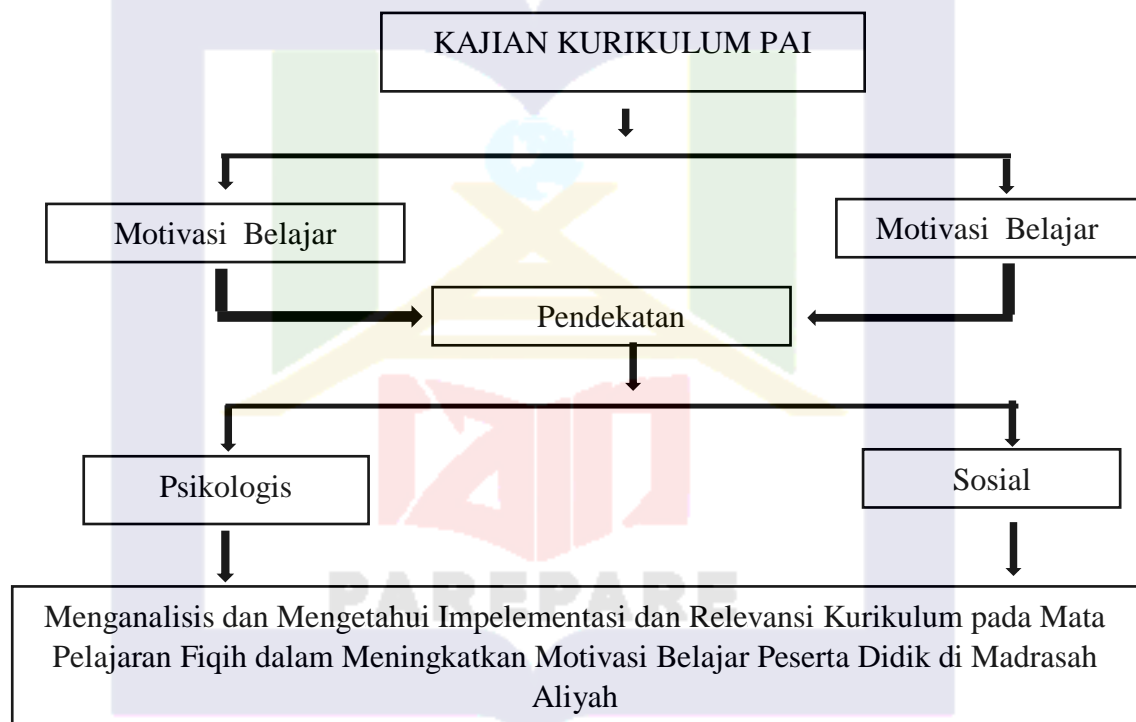 KAJIAN KURIKULUM PAI
Motivasi Belajar
Motivasi Belajar
Pendekatan
Psikologis
Sosial
PAREPARE
Menganalisis dan Mengetahui Impelementasi dan Relevansi Kurikulum pada Mata
Pelajaran Fiqih dalam Meningkatkan Motivasi Belajar Peserta Didik di Madrasah
Aliyah